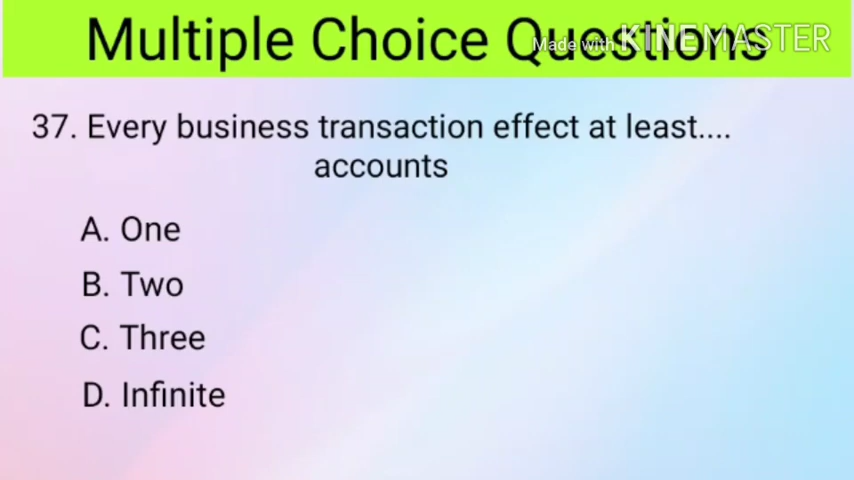 Multiple Choice Questions
Made with KINEMASTER
37. Every business transaction effect at least....
accounts
A. One
B. Two
C. Three
D. Infinite